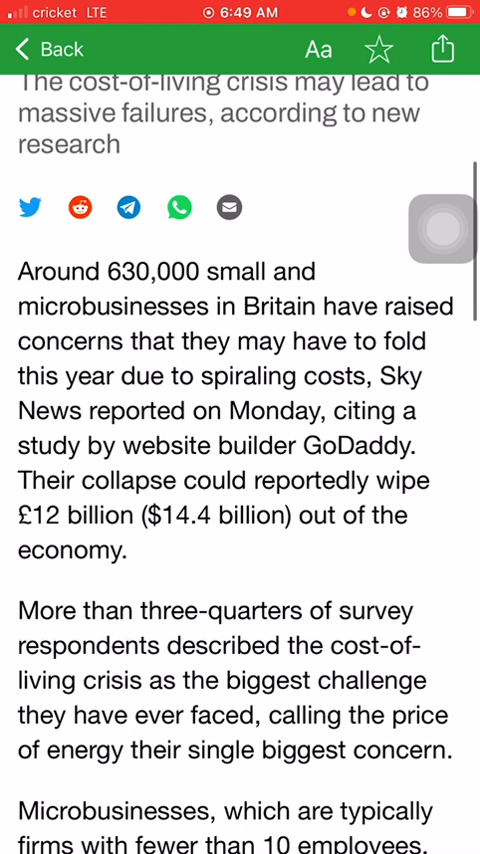 cricket LTE 6:49 AM 86%
Back Aa
The cost-of-living crisis may lead to
massive failures, according to new
research
Around 630,000 small and
microbusinesses in Britain have raised
concerns that they may have to fold
this year due to spiraling costs, Sky
News reported on Monday, citing a
study by website builder GoDaddy.
Their collapse could reportedly wipe
£12 billion ($14.4 billion) out of the
economy.
More than three-quarters of survey
respondents described the cost-of-
living crisis as the biggest challenge
they have ever faced, calling the price
of energy their single biggest concern.
Microbusinesses, which are typically
firms with fewer than 10 employees,